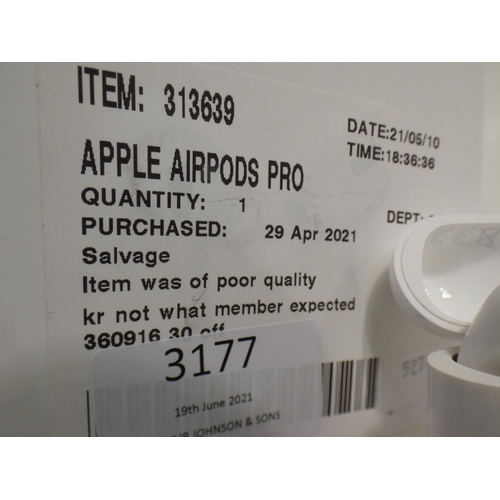 ITEM: 313639
DATE:21/05/10
TIME:18:36:36
APPLE AIRPODS PRO
QUANTITY: 1
DEPT:
PURCHASED: 29 Apr 2021
Salvage
Item was of poor quality
kr not what member expected
360916 30 off
3177
19th June 2021
JOHNSON & SONS